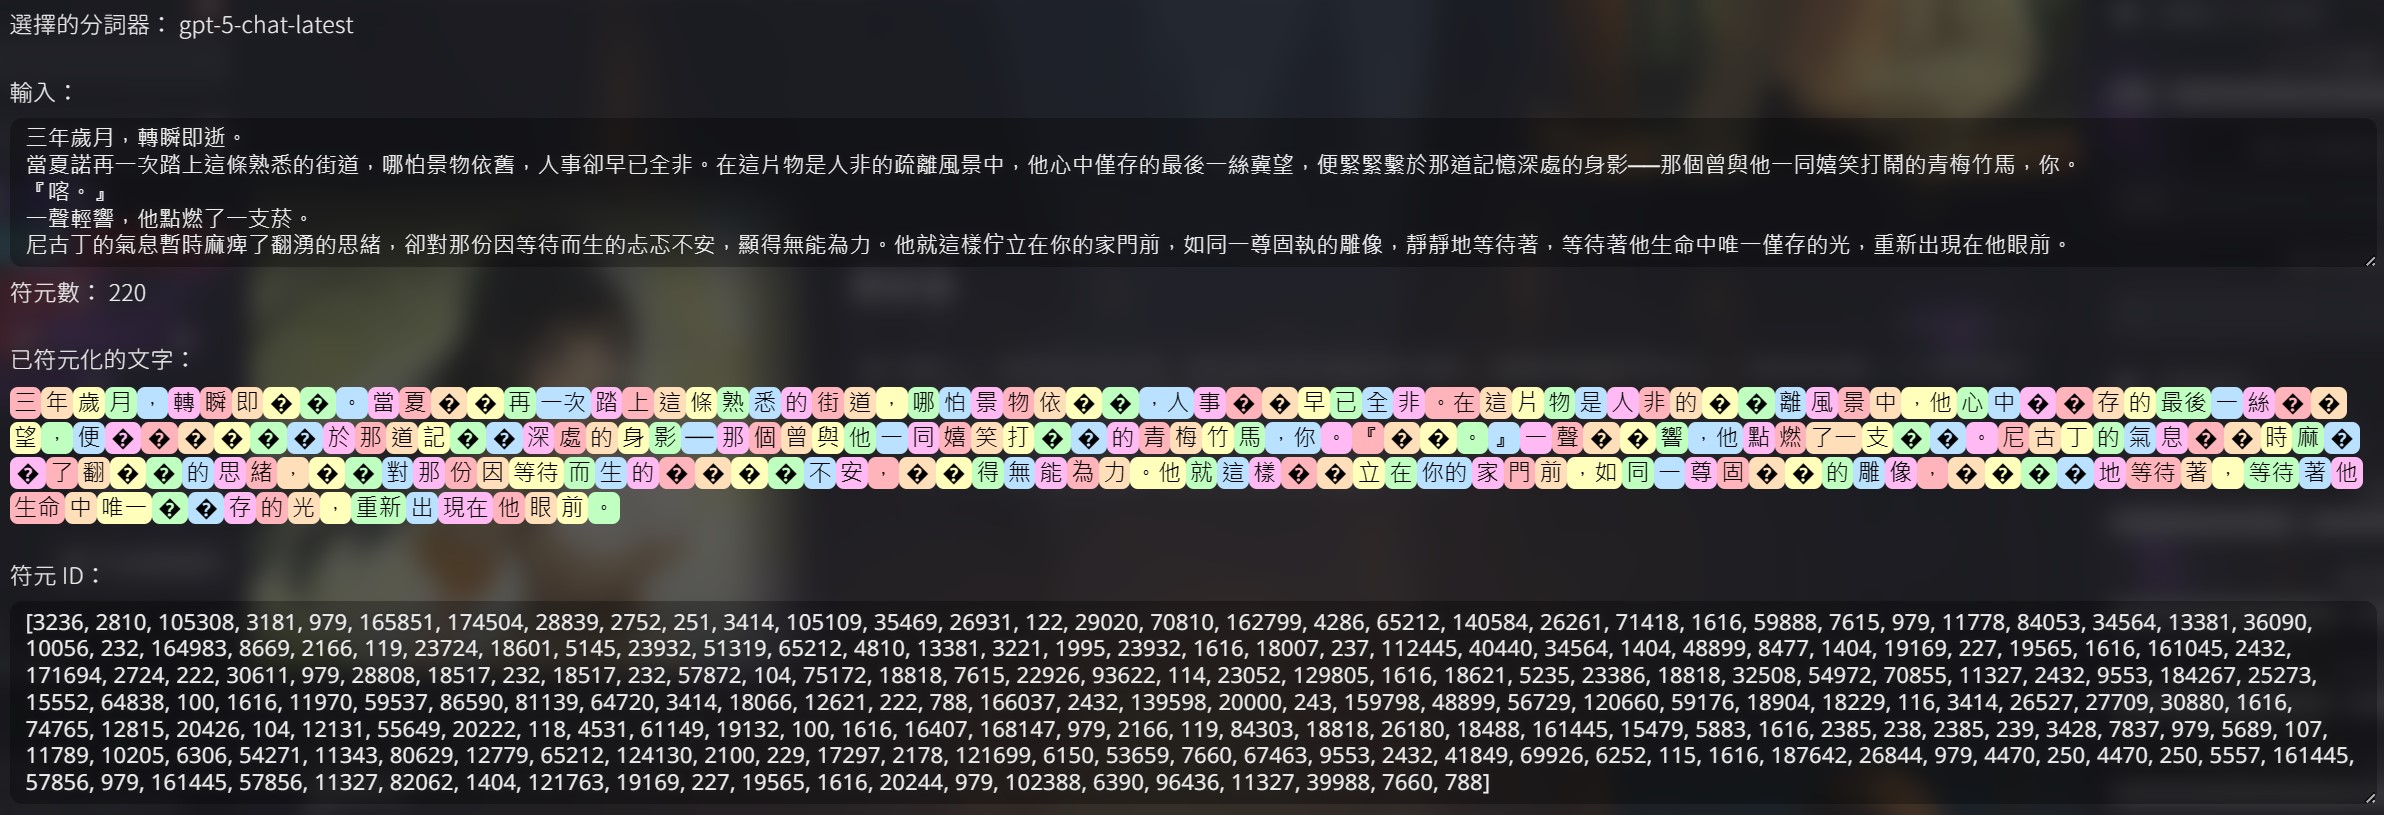 選擇的分詞器： gpt-5-chat-latest
輸入：
三年歲月，轉瞬即逝。
當夏諾再一次踏上這條熟悉的街道，哪怕景物依舊，人事卻早已全非。在這片物是人非的疏離風景中，他心中僅存的最後一絲冀望，便緊緊繫於那道記憶深處的身影——那個曾與他一同嬉笑打鬧的青梅竹馬，你。
『喀。』
一聲輕響，他點燃了一支菸。
尼古丁的氣息暫時麻痺了翻湧的思緒，卻對那份因等待而生的忐忑不安，顯得無能為力。他就這樣佇立在你的家門前，如同一尊固執的雕像，靜靜地等待著，等待著他生命中唯一僅存的光，重新出現在他眼前。
符元數： 220
已符元化的文字：
三年歲月，轉瞬即��。當夏��再一次踏上這條熟悉的街道，哪怕景物依��，人事��早已全非。在這片物是人非的��離風景中，他心中��存的最後一絲��
望，便������於那道記��深處的身影——那個曾與他一同嬉笑打��的青梅竹馬，你。『��。』一聲��響，他點燃了一支��。尼古丁的氣息��時麻�
�了翻��的思緒，��對那份因等待而生的����不安，��得無能為力。他就這樣��立在你的家門前，如同一尊固��的雕像，����地等待著，等待著他
生命中唯一��存的光，重新出現在他眼前。
符元 ID：
[3236, 2810, 105308, 3181, 979, 165851, 174504, 28839, 2752, 251, 3414, 105109, 35469, 26931, 122, 29020, 70810, 162799, 4286, 65212, 140584, 26261, 71418, 1616, 59888, 7615, 979, 11778, 84053, 34564, 13381, 36090,
10056, 232, 164983, 8669, 2166, 119, 23724, 18601, 5145, 23932, 51319, 65212, 4810, 13381, 3221, 1995, 23932, 1616, 18007, 237, 112445, 40440, 34564, 1404, 48899, 8477, 1404, 19169, 227, 19565, 1616, 161045, 2432,
171694, 2724, 222, 30611, 979, 28808, 18517, 232, 18517, 232, 57872, 104, 75172, 18818, 7615, 22926, 93622, 114, 23052, 129805, 1616, 18621, 5235, 23386, 18818, 32508, 54972, 70855, 11327, 2432, 9553, 184267, 25273,
15552, 64838, 100, 1616, 11970, 59537, 86590, 81139, 64720, 3414, 18066, 12621, 222, 788, 166037, 2432, 139598, 20000, 243, 159798, 48899, 56729, 120660, 59176, 18904, 18229, 116, 3414, 26527, 27709, 30880, 1616,
74765, 12815, 20426, 104, 12131, 55649, 20222, 118, 4531, 61149, 19132, 100, 1616, 16407, 168147, 979, 2166, 119, 84303, 18818, 26180, 18488, 161445, 15479, 5883, 1616, 2385, 238, 2385, 239, 3428, 7837, 979, 5689, 107,
11789, 10205, 6306, 54271, 11343, 80629, 12779, 65212, 124130, 2100, 229, 17297, 2178, 121699, 6150, 53659, 7660, 67463, 9553, 2432, 41849, 69926, 6252, 115, 1616, 187642, 26844, 979, 4470, 250, 4470, 250, 5557, 161445,
57856, 979, 161445, 57856, 11327, 82062, 1404, 121763, 19169, 227, 19565, 1616, 20244, 979, 102388, 6390, 96436, 11327, 39988, 7660, 788]